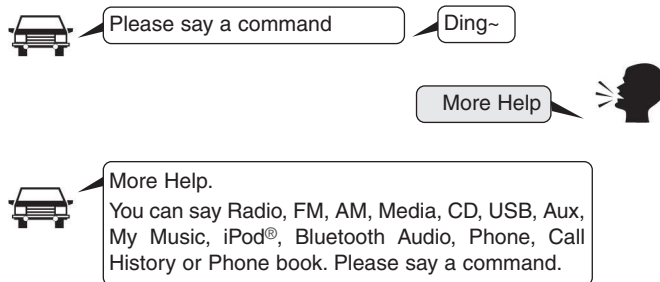 Please say a command
Ding~
More Help
More Help.
You can say Radio, FM, AM, Media, CD, USB, Aux,
My Music, iPod®, Bluetooth Audio, Phone, Call
History or Phone book. Please say a command.